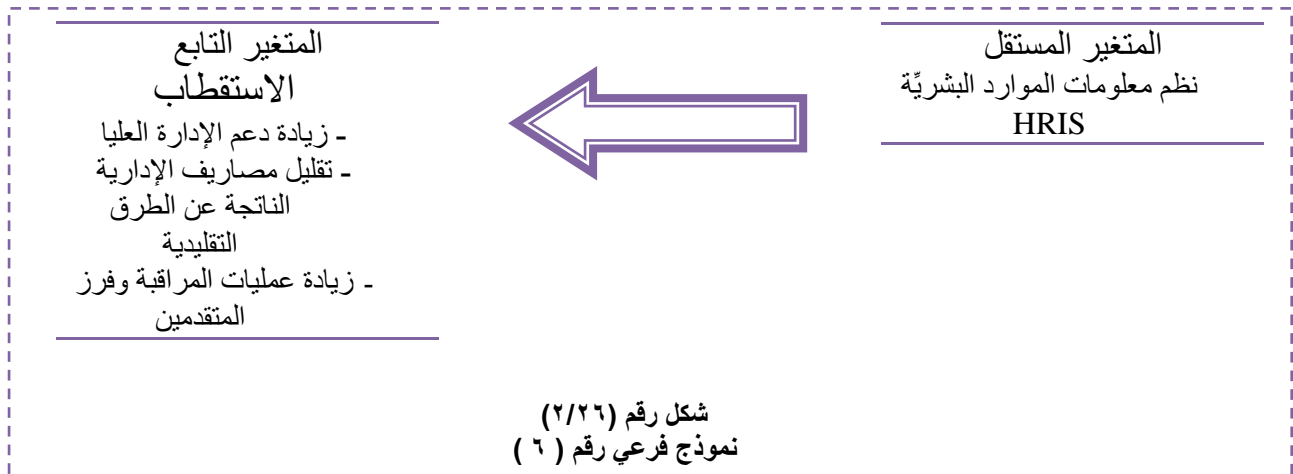 المتغير المستقل
نظم معلومات الموارد البشريِّة
HRIS
المتغير التابع
الاستقطاب
- زيادة دعم الإدارة العليا
- تقليل مصاريف الإدارية
الناتجة عن الطرق
التقليدية
- زيادة عمليات المراقبة وفرز
المتقدمين
شكل رقم (٢/٢٦)
نموذج فرعي رقم ( ٦ )